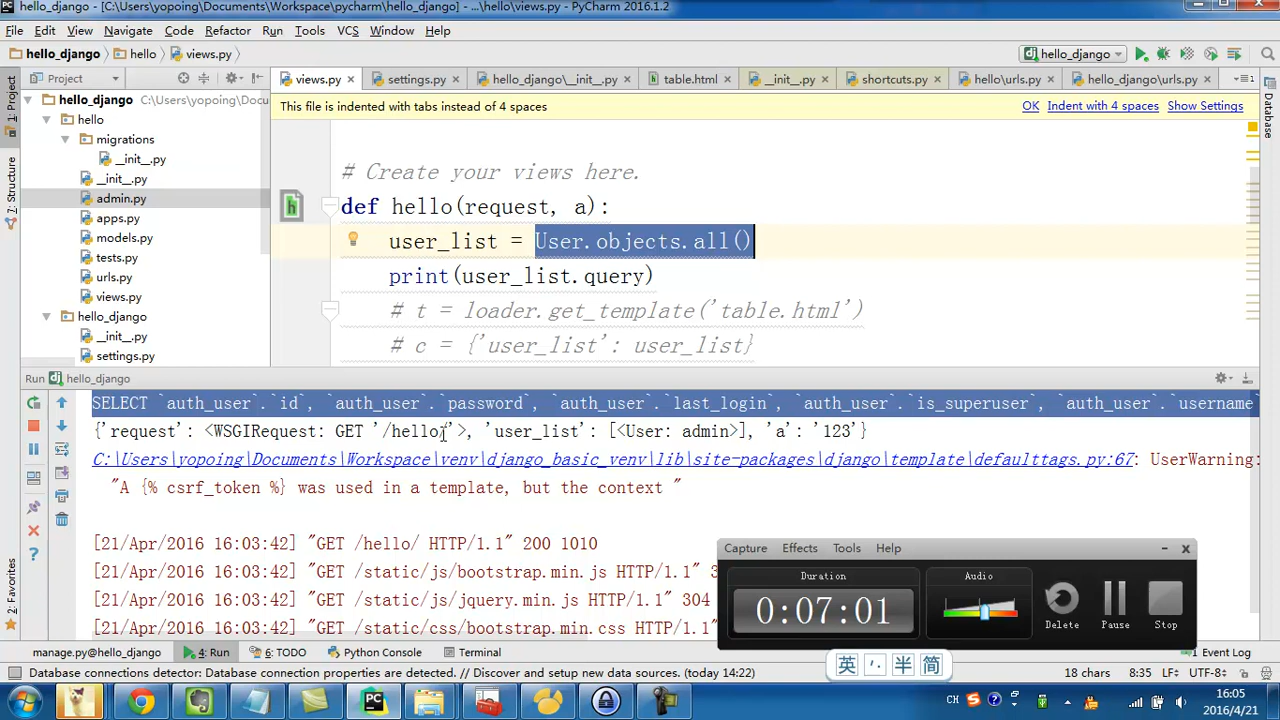 hello_django - [C:\Users\yopoing\Documents\Workspace\pycharm\hello_django] - ...\hello\views.py - PyCharm 2016.1.2
File Edit View Navigate Code Refactor Run Tools VCS Window Help
hello_django hello views.py hello_django
Project views.py settings.py hello_django\__init__.py table.html __init__.py shortcuts.py hello\urls.py hello_django\urls.py
This file is indented with tabs instead of 4 spaces OK Indent with 4 spaces Show Settings
1: Project
7: Structure
2: Favorites
Database
hello_django C:\Users\yopoing\Docu
hello
migrations
__init__.py
__init__.py
admin.py
apps.py
models.py
tests.py
urls.py
views.py
hello_django
__init__.py
settings.py
# Create your views here.
def hello(request, a):
user_list = User.objects.all()
print(user_list.query)
# t = loader.get_template('table.html')
# c = {'user_list': user_list}
Run hello_django
SELECT `auth_user`.`id`, `auth_user`.`password`, `auth_user`.`last_login`, `auth_user`.`is_superuser`, `auth_user`.`username`
{'request': <WSGIRequest: GET '/hello/'>, 'user_list': [<User: admin>], 'a': '123'}
C:\Users\yopoing\Documents\Workspace\venv\django_basic_venv\lib\site-packages\django\template\defaulttags.py:67: UserWarning:
"A {% csrf_token %} was used in a template, but the context "
[21/Apr/2016 16:03:42] "GET /hello/ HTTP/1.1" 200 1010
[21/Apr/2016 16:03:42] "GET /static/js/bootstrap.min.js HTTP/1.1" 3
[21/Apr/2016 16:03:42] "GET /static/js/jquery.min.js HTTP/1.1" 304
[21/Apr/2016 16:03:42] "GET /static/css/bootstrap.min.css HTTP/1.1"
Capture Effects Tools Help
Duration Audio
0:07:01
Delete Pause Stop
英 半 简
manage.py@hello_django 4: Run 6: TODO Python Console Terminal 1 Event Log
Database connections detector: Database connection properties are detected. // Discover and setup new data sources. (today 14:22) 18 chars 8:35 LF÷ UTF-8÷
CH
16:05
2016/4/21